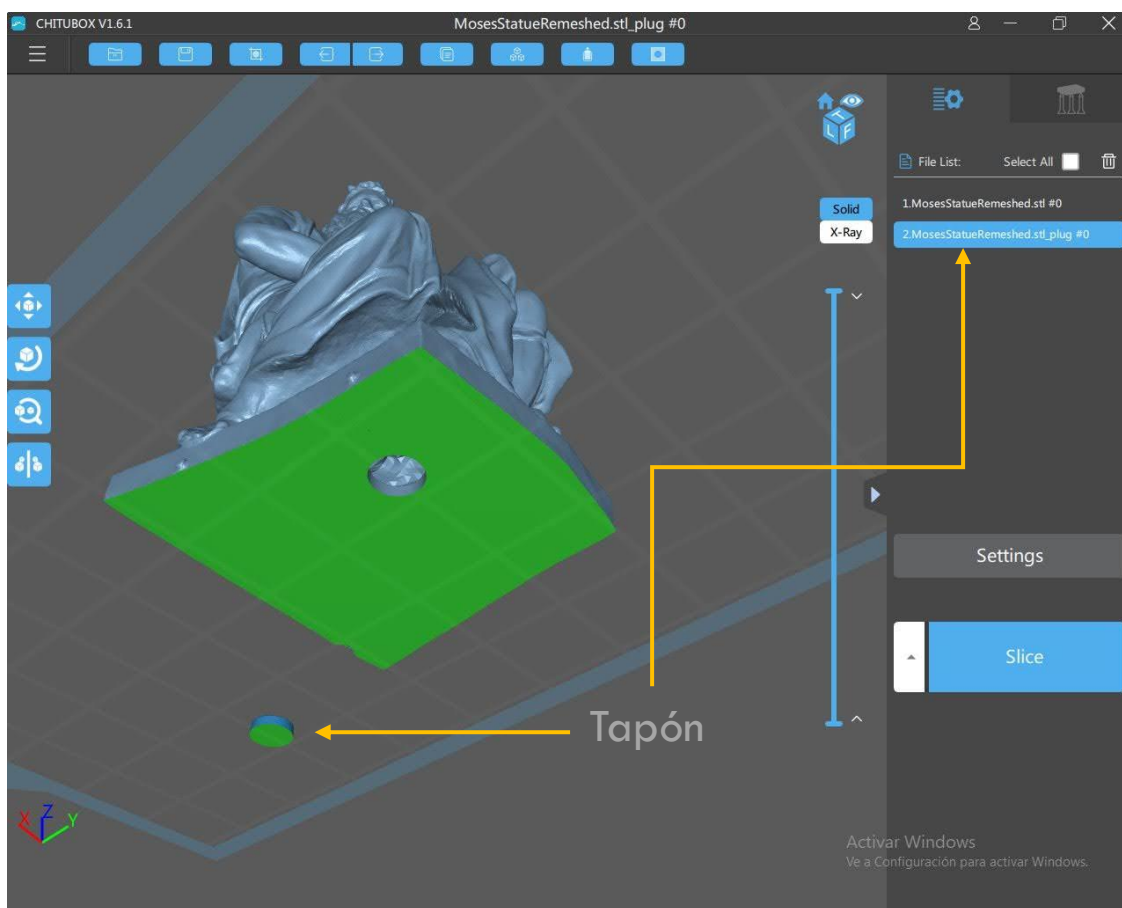 CHITUBOX V1.6.1
MosesStatueRemeshed.stl_plug #0
T
L F
File List:
Select All
Solid
X-Ray
1.MosesStatueRemeshed.stl #0
2.MosesStatueRemeshed.stl_plug #0
Settings
Slice
Tapón
X Z Y
Activar Windows
Ve a Configuración para activar Windows.